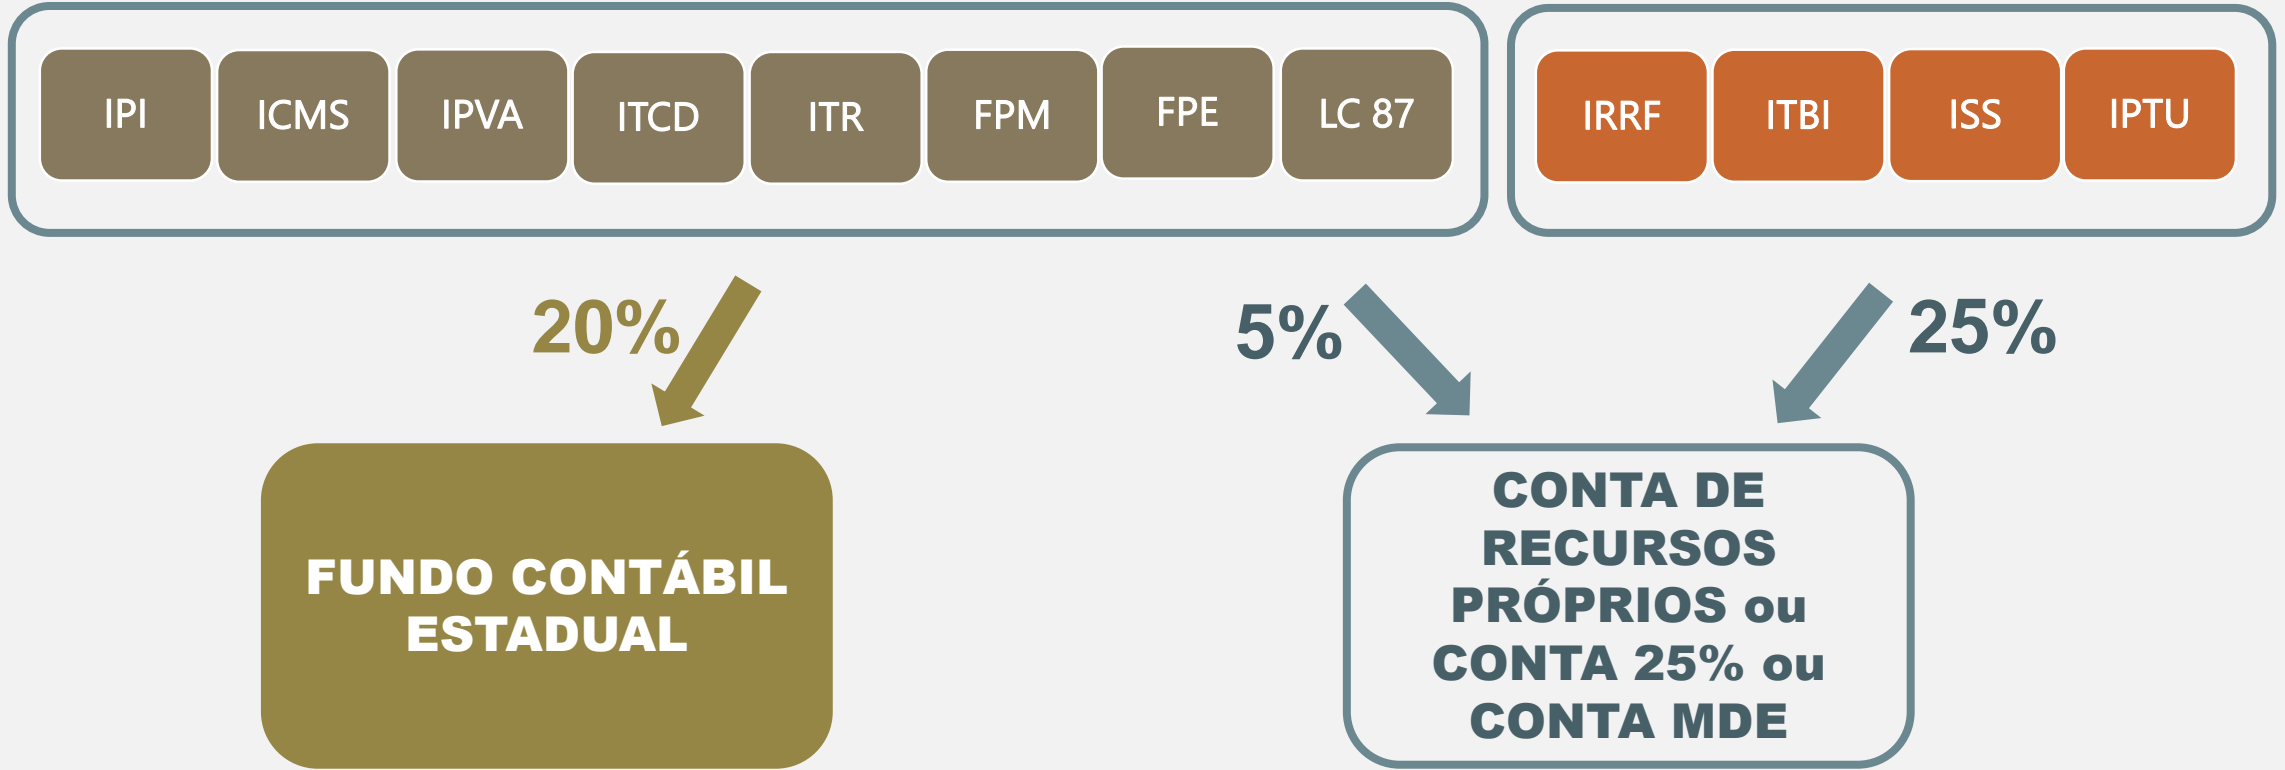 IPI ICMS IPVA ITCD ITR FPM FPE LC 87 IRRF ITBI ISS IPTU
20% 5% 25%
FUNDO CONTÁBIL
ESTADUAL
CONTA DE
RECURSOS
PRÓPRIOS ou
CONTA 25% ou
CONTA MDE